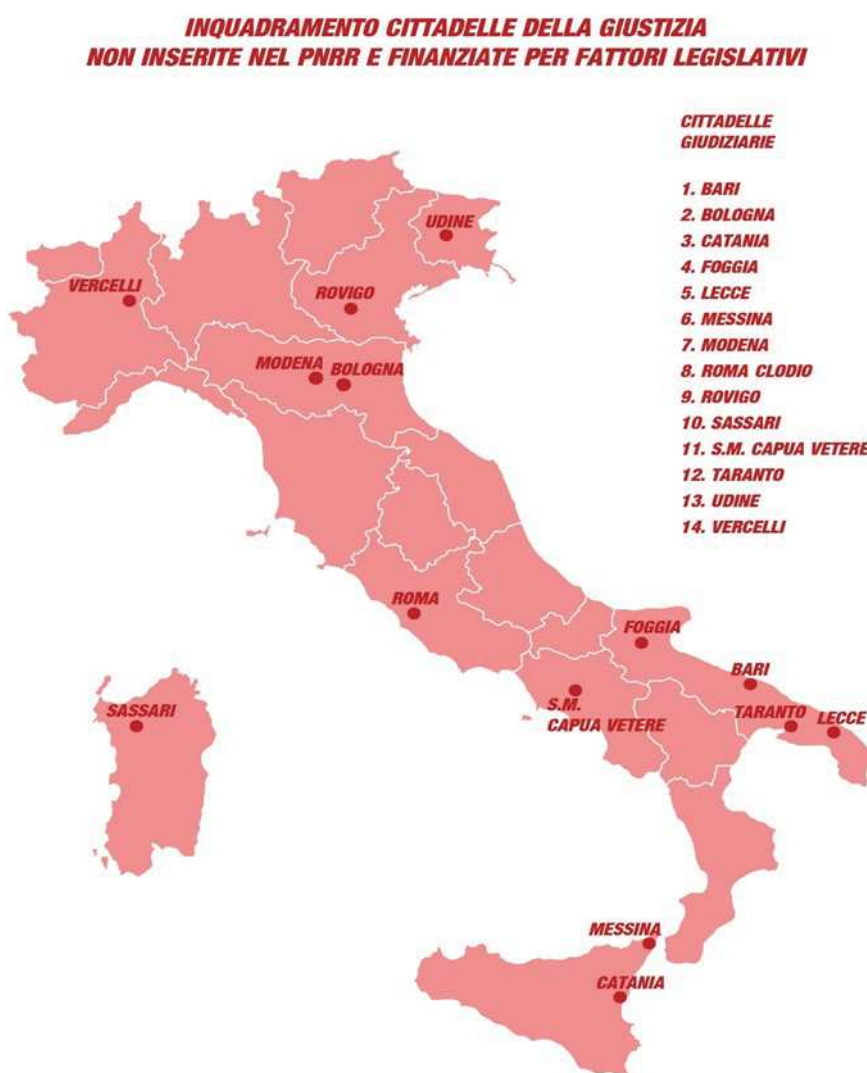 INQUADRAMENTO CITTADELLE DELLA GIUSTIZIA
NON INSERITE NEL PNRR E FINANZIATE PER FATTORI LEGISLATIVI
CITTADELLE
GIUDIZIARIE
1. BARI
2. BOLOGNA
3. CATANIA
4. FOGGIA
5. LECCE
6. MESSINA
7. MODENA
8. ROMA CLODIO
9. ROVIGO
10. SASSARI
11. S.M. CAPUA VETERE
12. TARANTO
13. UDINE
14. VERCELLI
UDINE
VERCELLI
ROVIGO
MODENA
BOLOGNA
ROMA
FOGGIA
BARI
S.M.
CAPUA VETERE
TARANTO
LECCE
SASSARI
MESSINA
CATANIA